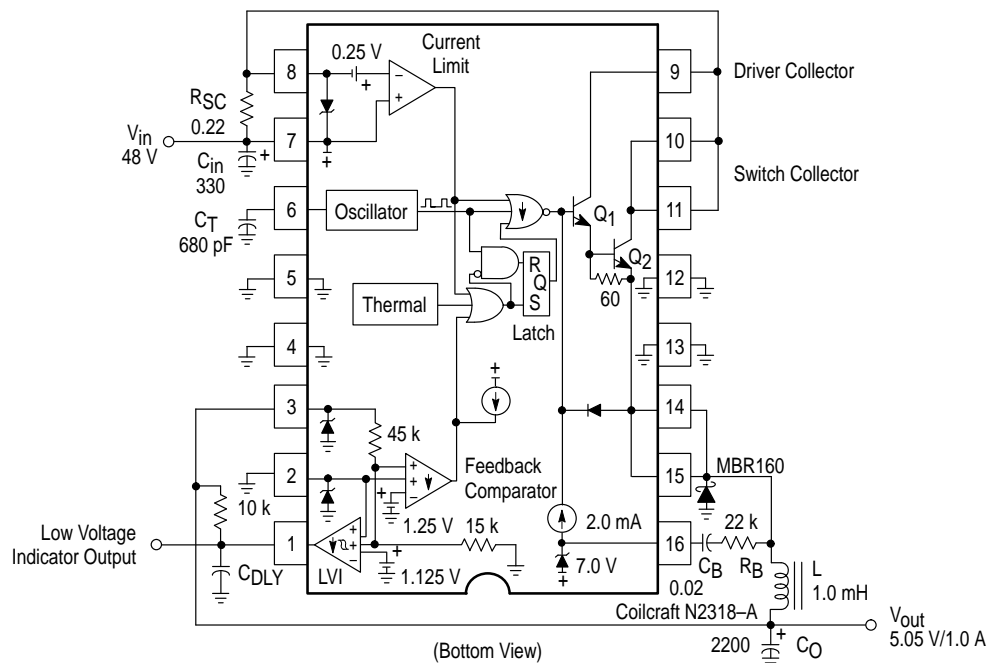 0.25 V
Current
Limit
+
−
+
+
8
7
6
5
4
3
2
1
9
10
11
12
13
14
15
16
RSC
0.22
Vin
48 V
Cin
330
+
CT
680 pF
Driver Collector
Switch Collector
Oscillator
Q1
Q2
60
R
Q
S
Latch
Thermal
+
45 k
+
+
−
Feedback
Comparator
+
1.25 V
10 k
Low Voltage
Indicator Output
CDLY
LVI
+
+
−
+
1.125 V
15 k
2.0 mA
7.0 V
+
MBR160
22 k
CB
RB
0.02
L
1.0 mH
Coilcraft N2318–A
Vout
5.05 V/1.0 A
2200
+
CO
(Bottom View)